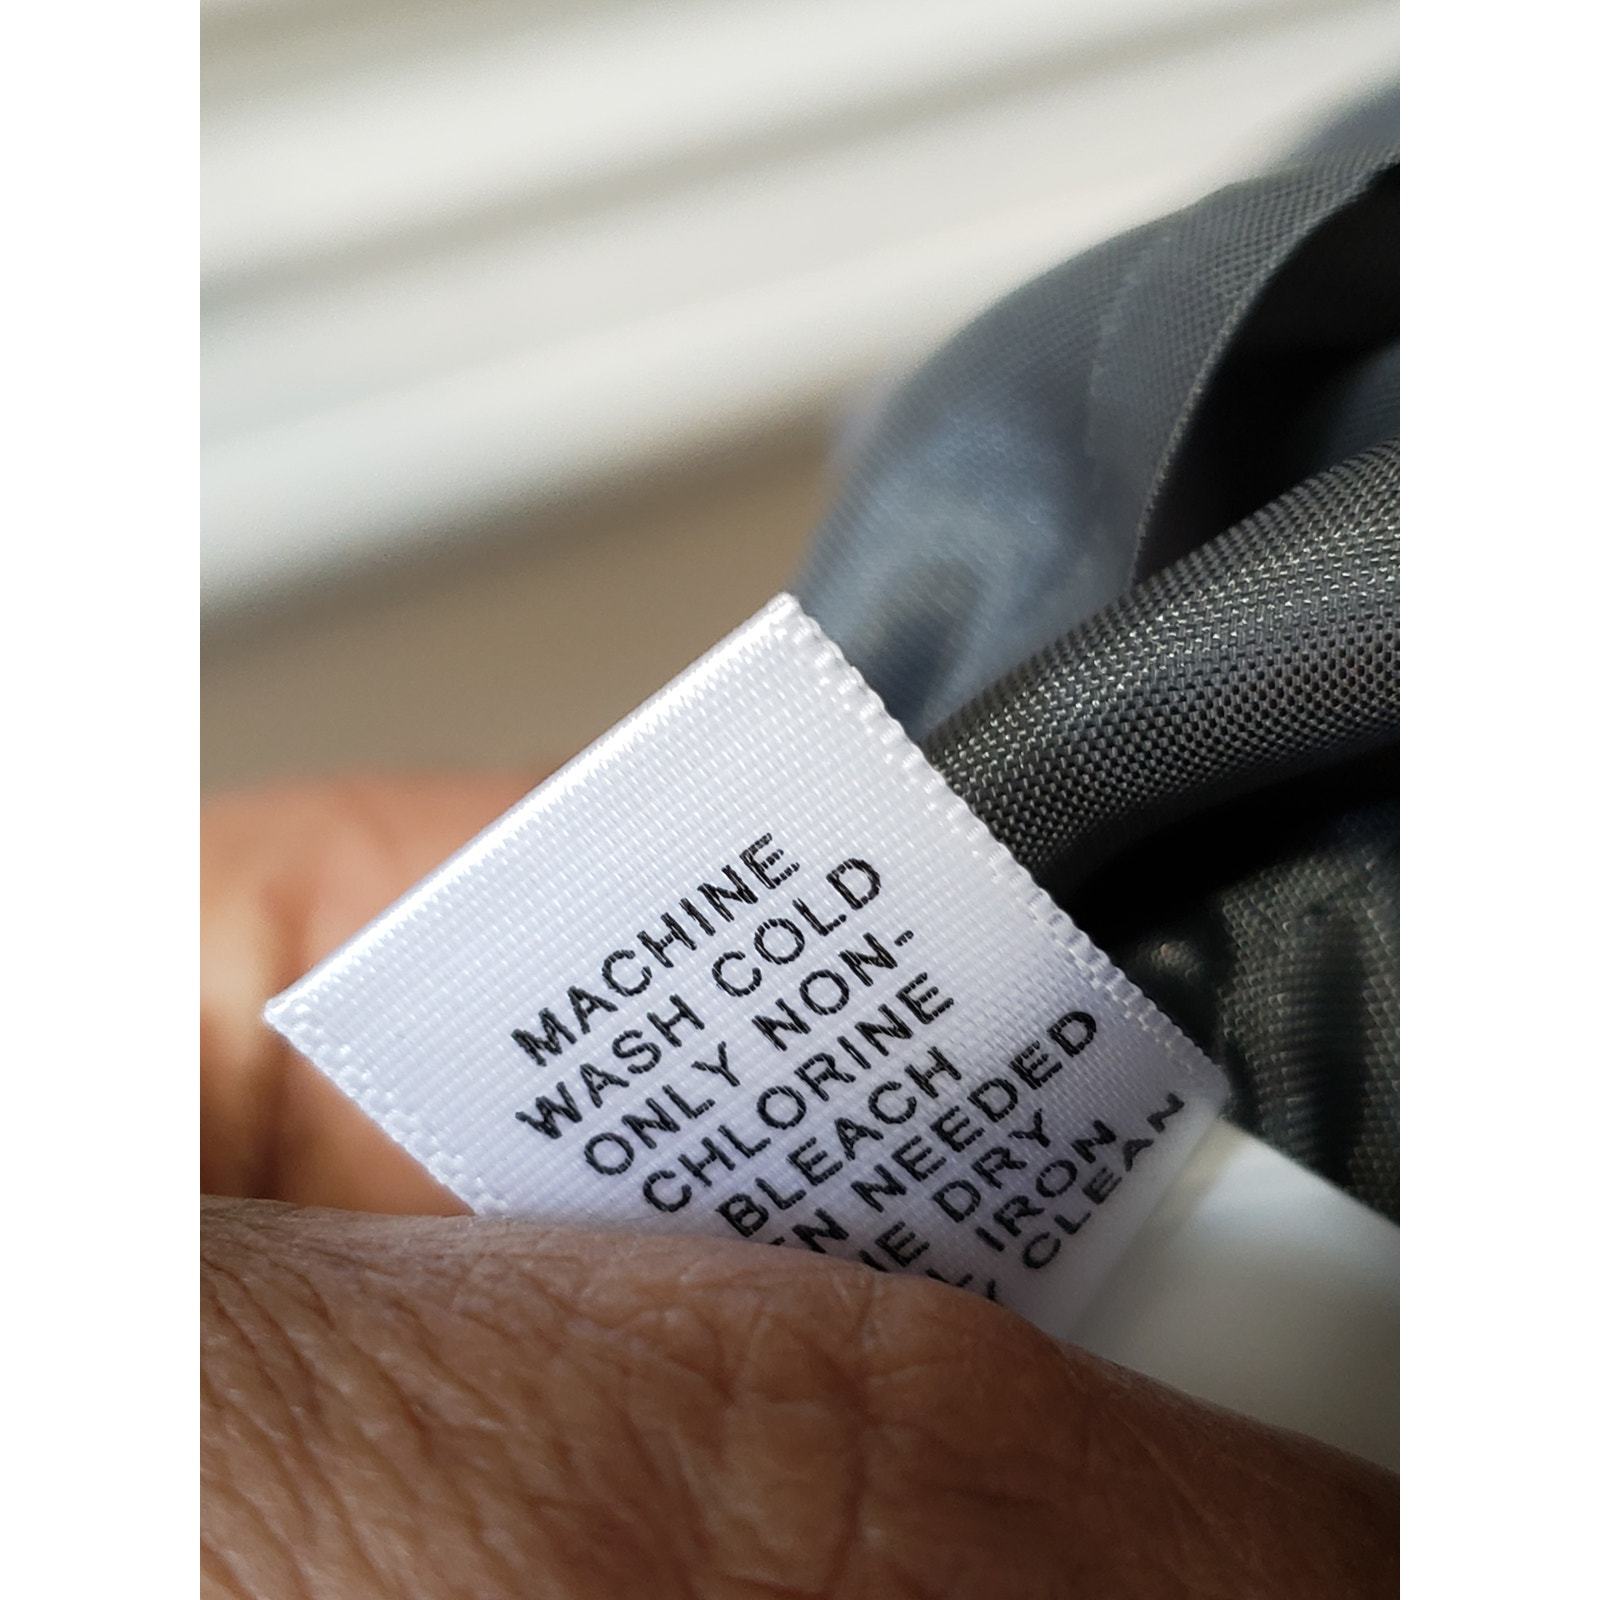 MACHINE
WASH COLD
ONLY NON-
CHLORINE
BLEACH
NEEDED
DRY
IRON
CLEAN